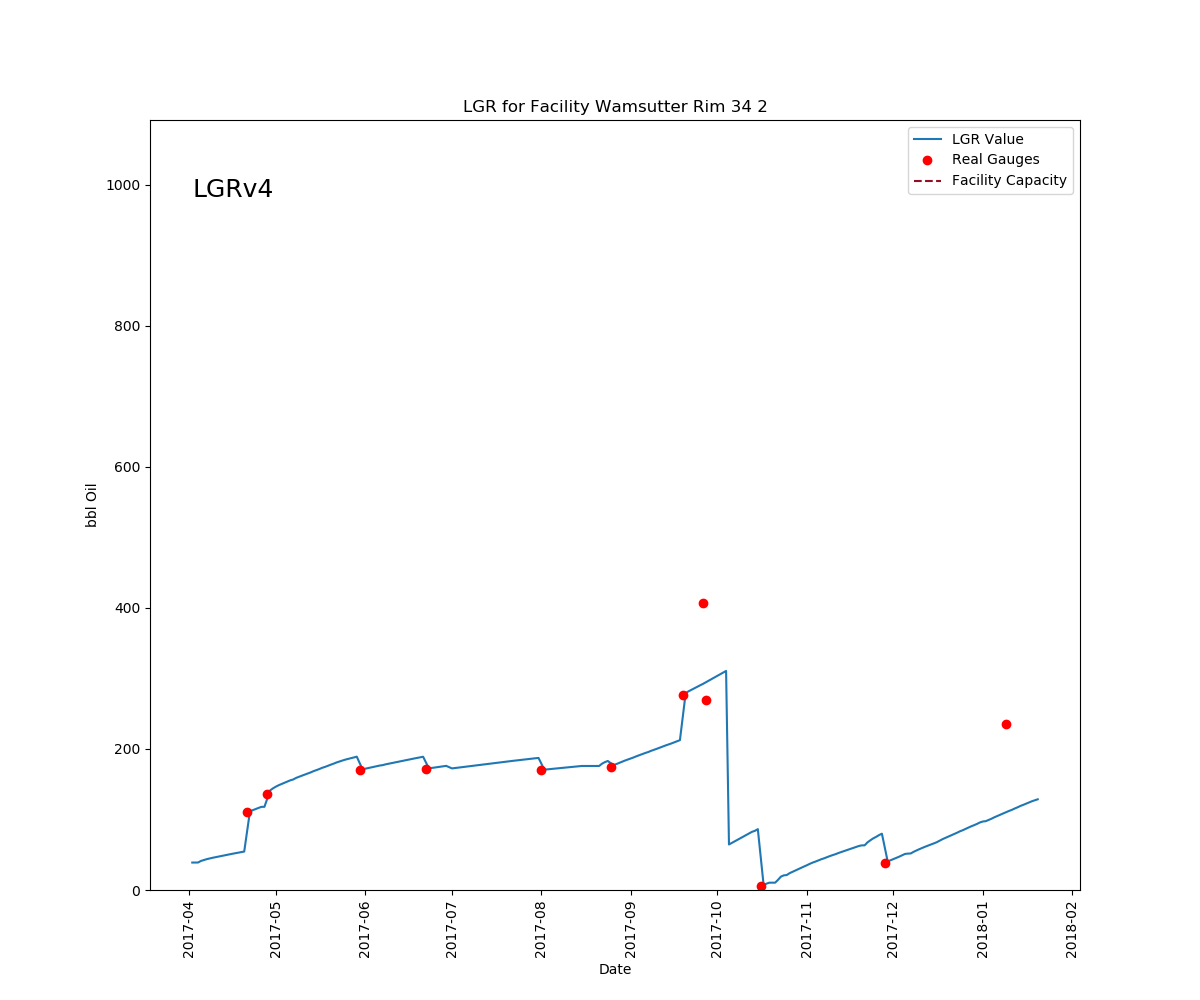 LGR for Facility Wamsutter Rim 34 2
LGR Value
Real Gauges
Facility Capacity
LGRv4
1000
800
600
400
200
0
bbl Oil
2017-04
2017-05
2017-06
2017-07
2017-08
2017-09
2017-10
2017-11
2017-12
2018-01
2018-02
Date